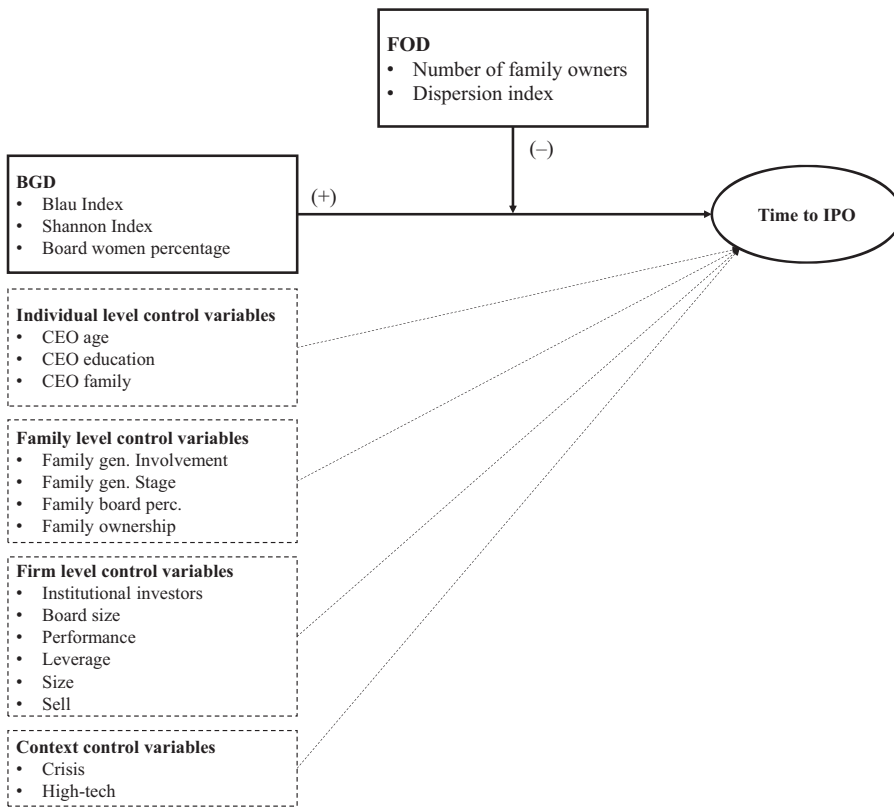 FOD
• Number of family owners
• Dispersion index
(–)
BGD
• Blau Index
• Shannon Index
• Board women percentage
(+)
Time to IPO
Individual level control variables
• CEO age
• CEO education
• CEO family
Family level control variables
• Family gen. Involvement
• Family gen. Stage
• Family board perc.
• Family ownership
Firm level control variables
• Institutional investors
• Board size
• Performance
• Leverage
• Size
• Sell
Context control variables
• Crisis
• High-tech